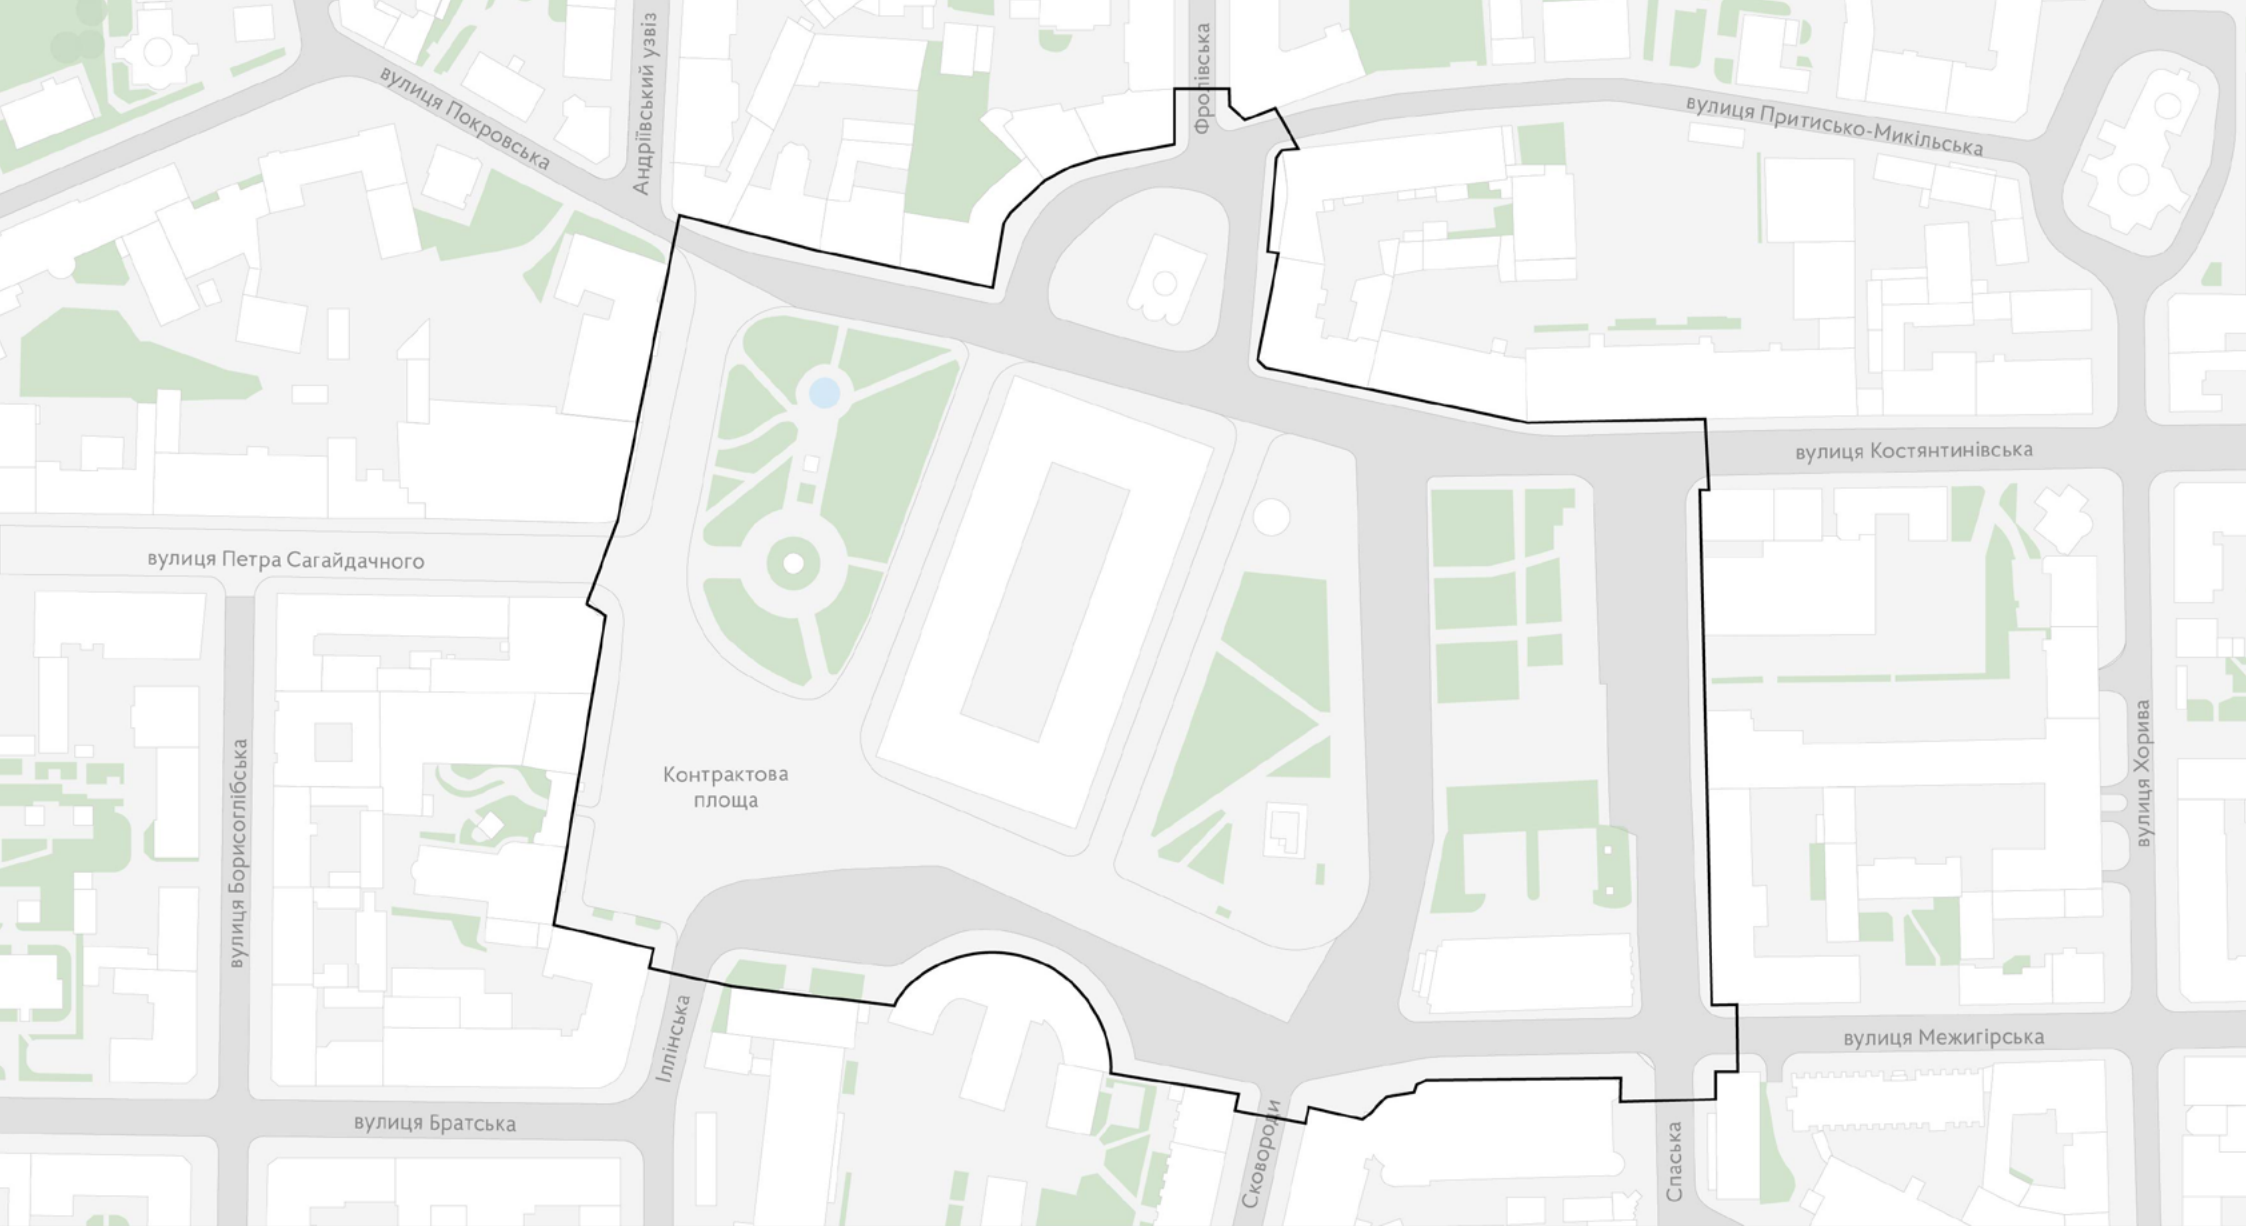 вулиця Покровська
Андріївський узвіз
Фролівська
вулиця Притисько-Микільська
вулиця Костянтинівська
вулиця Петра Сагайдачного
вулиця Борисоглібська
Контрактова
площа
вулиця Хорива
Іллінська
вулиця Межигірська
вулиця Братська
Сковороди
Спаська